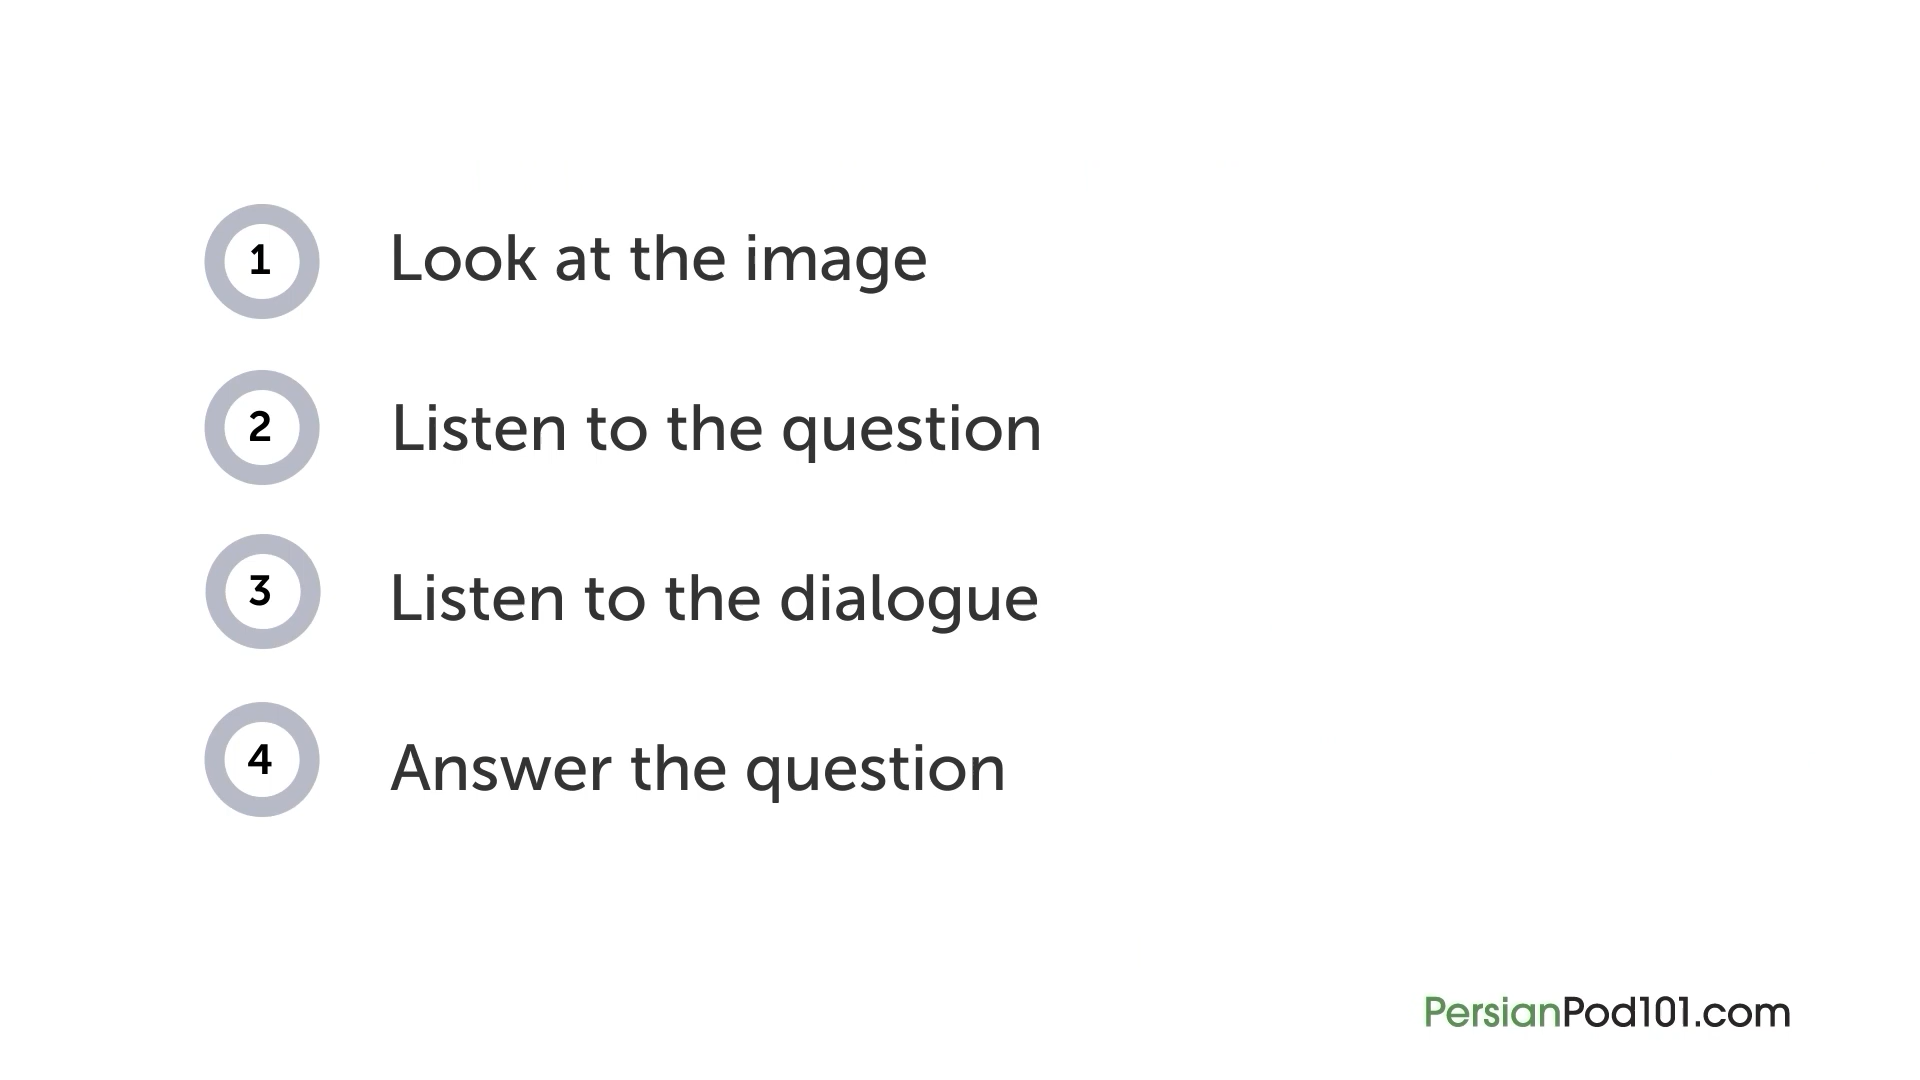 1 Look at the image
2 Listen to the question
3 Listen to the dialogue
4 Answer the question
PersianPod101.com